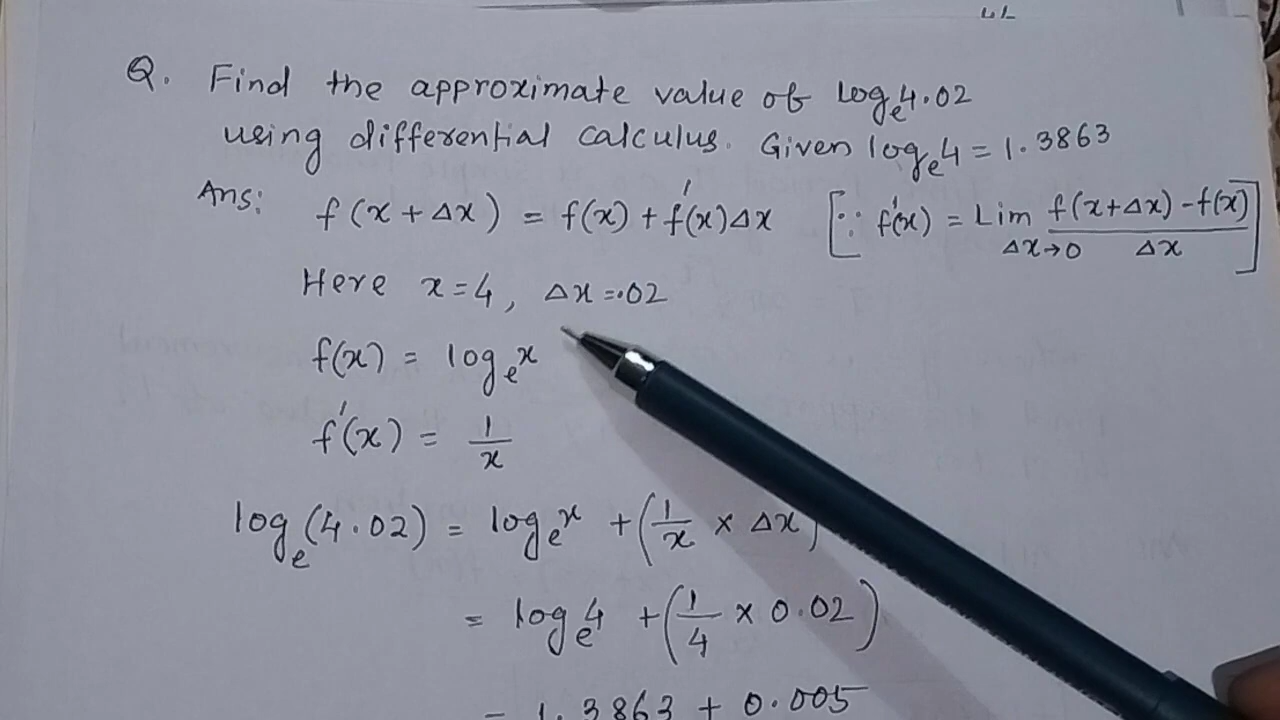 Q. Find the approximate value of log_e 4.02
using differential calculus. Given log_e 4 = 1.3863
Ans: f(x + Δx) = f(x) + f'(x)Δx [∵ f'(x) = Lim Δx→0 f(x+Δx) - f(x) / Δx]
Here x = 4, Δx = .02
f(x) = log_e x
f'(x) = 1/x
log_e (4.02) = log_e x + (1/x × Δx)
= log_e 4 + (1/4 × 0.02)
= 1.3863 + 0.005